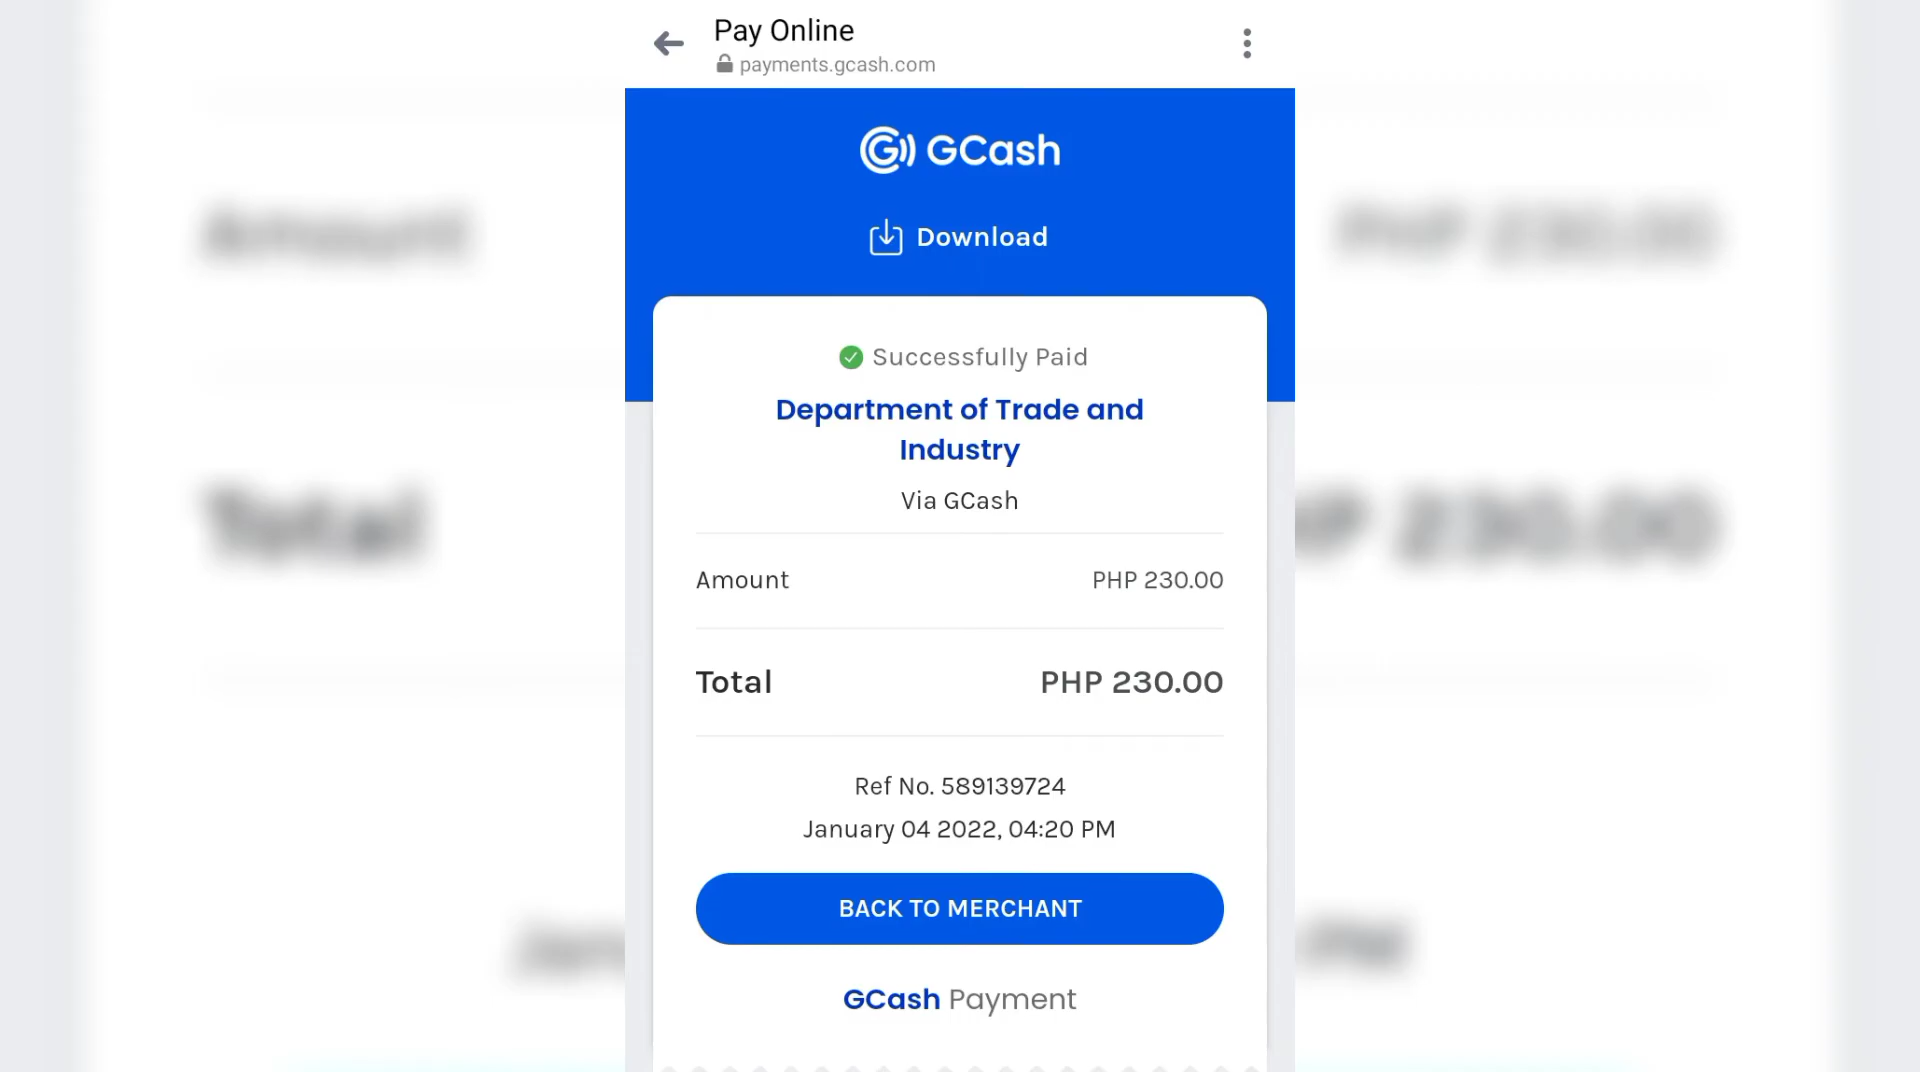 Pay Online
payments.gcash.com
GCash
Download
Successfully Paid
Department of Trade and
Industry
Via GCash
Amount PHP 230.00
Total PHP 230.00
Ref No. 589139724
January 04 2022, 04:20 PM
BACK TO MERCHANT
GCash Payment